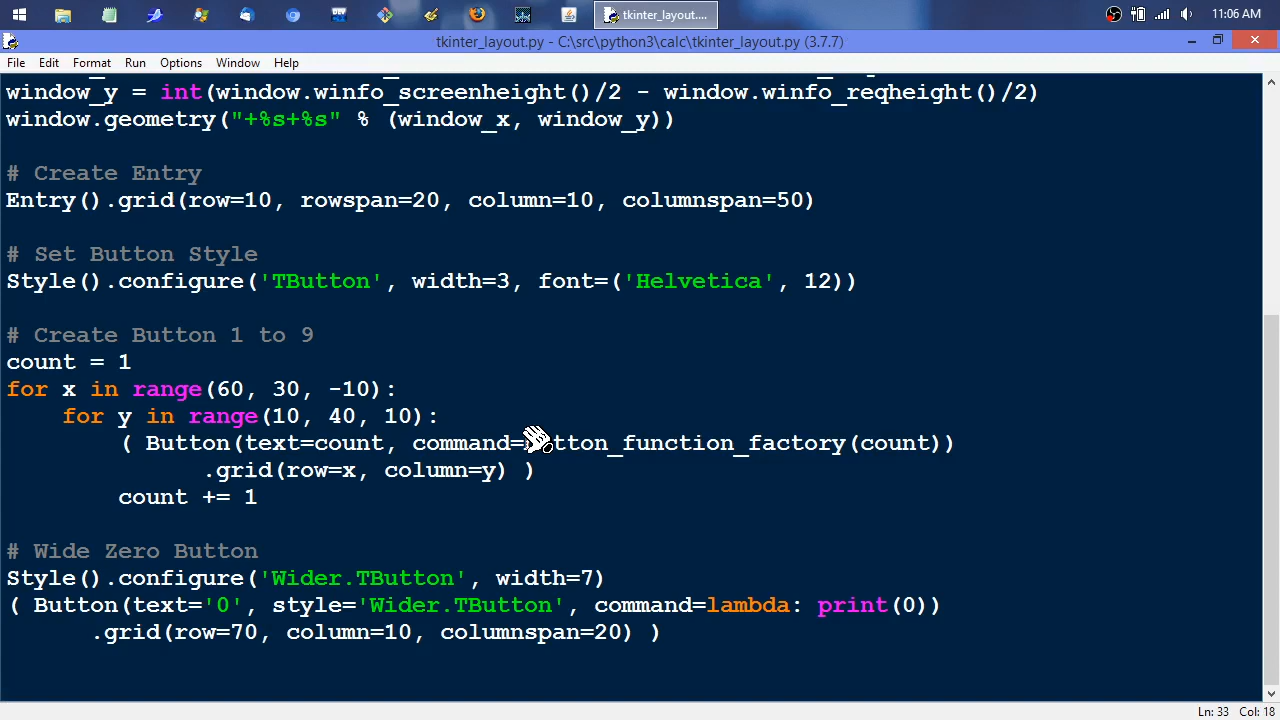 tkinter_layout....
11:06 AM
tkinter_layout.py - C:\src\python3\calc\tkinter_layout.py (3.7.7)
File Edit Format Run Options Window Help
window_y = int(window.winfo_screenheight()/2 - window.winfo_reqheight()/2)
window.geometry("+%s+%s" % (window_x, window_y))
# Create Entry
Entry().grid(row=10, rowspan=20, column=10, columnspan=50)
# Set Button Style
Style().configure('TButton', width=3, font=('Helvetica', 12))
# Create Button 1 to 9
count = 1
for x in range(60, 30, -10):
    for y in range(10, 40, 10):
        ( Button(text=count, command=button_function_factory(count))
              .grid(row=x, column=y) )
        count += 1
# Wide Zero Button
Style().configure('Wider.TButton', width=7)
( Button(text='0', style='Wider.TButton', command=lambda: print(0))
      .grid(row=70, column=10, columnspan=20) )
Ln: 33 Col: 18